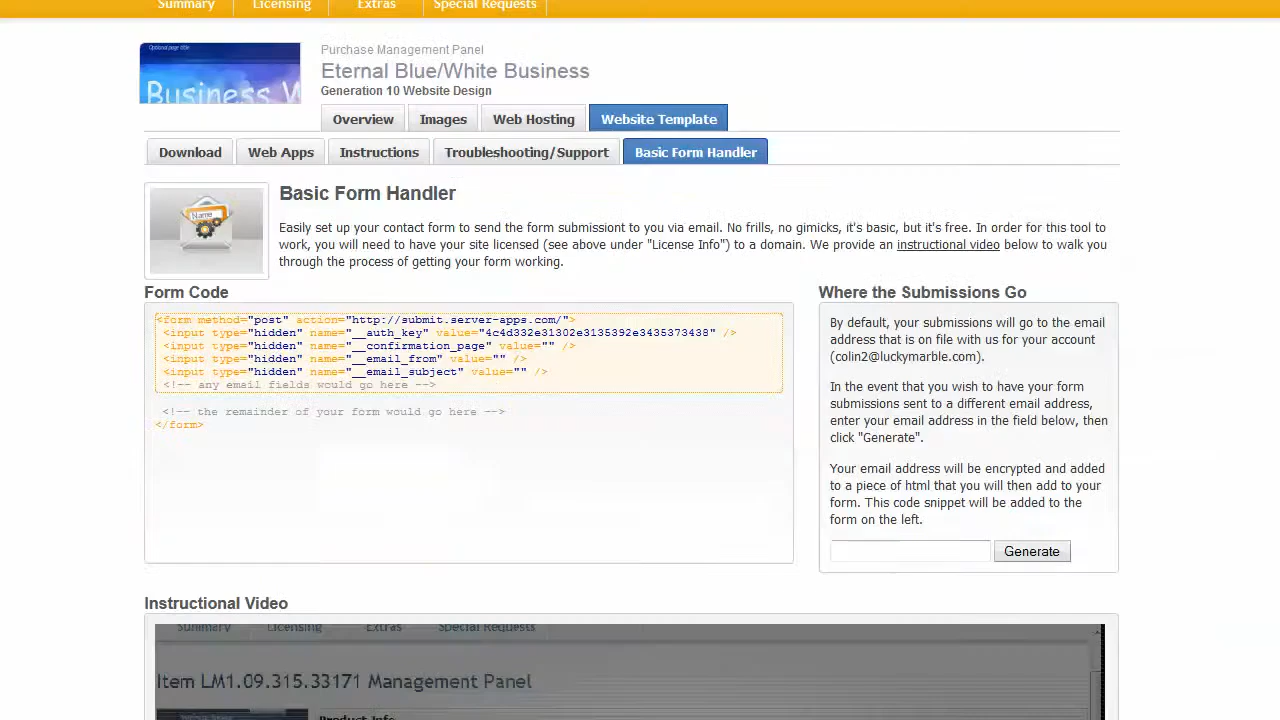 Summary Licensing Extras Special Requests
Optional page title
Business W
Purchase Management Panel
Eternal Blue/White Business
Generation 10 Website Design
Overview Images Web Hosting Website Template
Download Web Apps Instructions Troubleshooting/Support Basic Form Handler
Name
Basic Form Handler
Easily set up your contact form to send the form submissiont to you via email. No frills, no gimicks, it's basic, but it's free. In order for this tool to
work, you will need to have your site licensed (see above under "License Info") to a domain. We provide an instructional video below to walk you
through the process of getting your form working.
Form Code
<form method="post" action="http://submit.server-apps.com/">
<input type="hidden" name="__auth_key" value="4c4d332e31302e3135392e3435373438" />
<input type="hidden" name="__confirmation_page" value="" />
<input type="hidden" name="__email_from" value="" />
<input type="hidden" name="__email_subject" value="" />
<!-- any email fields would go here -->
<!-- the remainder of your form would go here -->
</form>
Where the Submissions Go
By default, your submissions will go to the email
address that is on file with us for your account
(colin2@luckymarble.com).
In the event that you wish to have your form
submissions sent to a different email address,
enter your email address in the field below, then
click "Generate".
Your email address will be encrypted and added
to a piece of html that you will then add to your
form. This code snippet will be added to the
form on the left.
Generate
Instructional Video
Summary Licensing Extras Special Requests
Item LM1.09.315.33171 Management Panel
Product Info